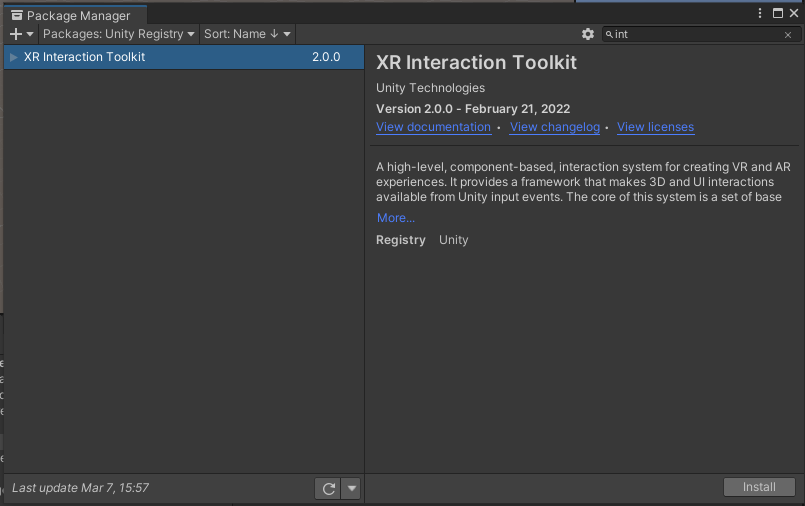 Package Manager
Packages: Unity Registry
Sort: Name ↓
int
XR Interaction Toolkit 2.0.0
XR Interaction Toolkit
Unity Technologies
Version 2.0.0 - February 21, 2022
View documentation • View changelog • View licenses
A high-level, component-based, interaction system for creating VR and AR
experiences. It provides a framework that makes 3D and UI interactions
available from Unity input events. The core of this system is a set of base
More...
Registry Unity
Last update Mar 7, 15:57
Install